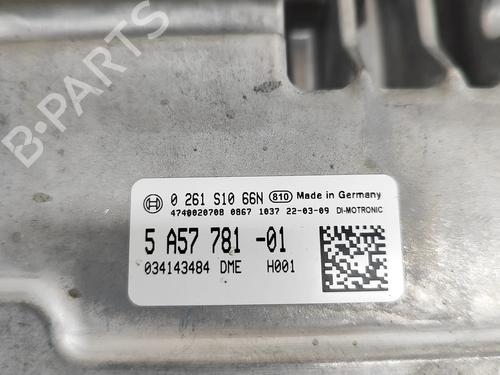 B-PARTS
0 261 S10 66N 810 Made in Germany
4740020708 0867 1037 22-03-09 DI-MOTRONIC
5 A57 781 -01
034143484 DME H001